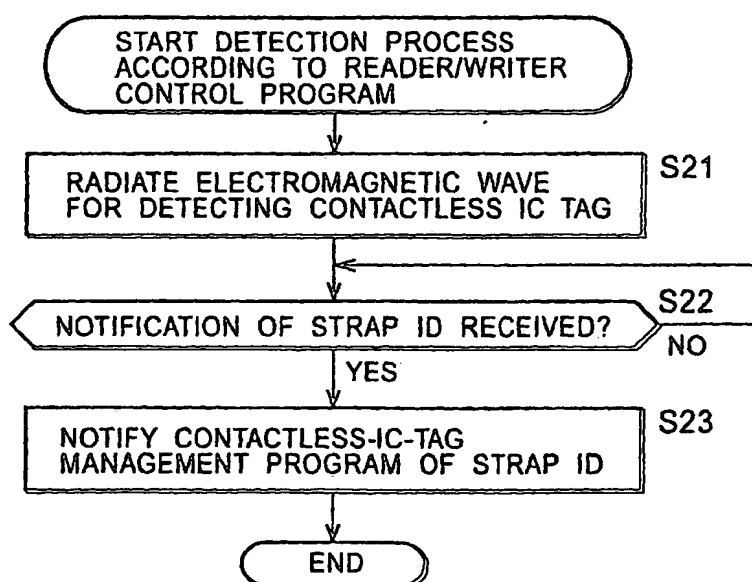 START DETECTION PROCESS
ACCORDING TO READER/WRITER
CONTROL PROGRAM
S21
RADIATE ELECTROMAGNETIC WAVE
FOR DETECTING CONTACTLESS IC TAG
S22
NOTIFICATION OF STRAP ID RECEIVED?
NO
YES
S23
NOTIFY CONTACTLESS-IC-TAG
MANAGEMENT PROGRAM OF STRAP ID
END